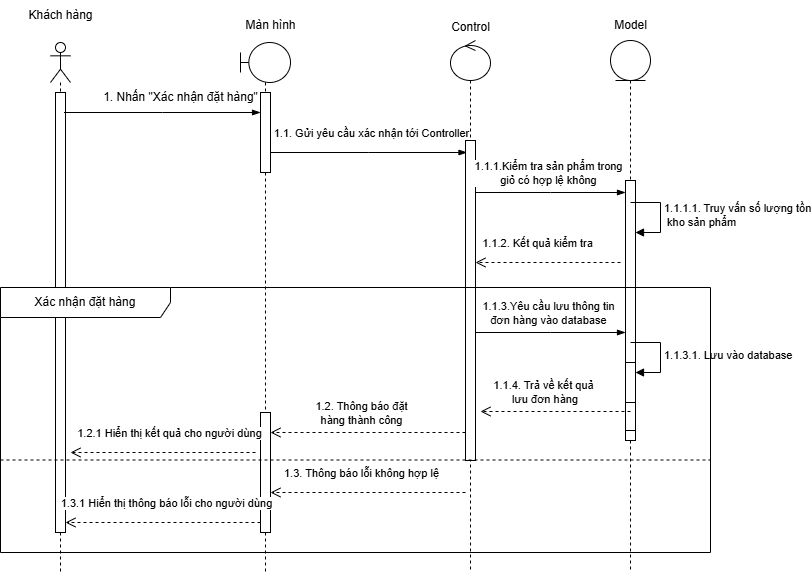 Khách hàng
Màn hình
Control
Model
1. Nhấn "Xác nhận đặt hàng"
1.1. Gửi yêu cầu xác nhận tới Controller
1.1.1.Kiểm tra sản phẩm trong
giỏ có hợp lệ không
1.1.1.1. Truy vấn số lượng tồn
kho sản phẩm
1.1.2. Kết quả kiểm tra
Xác nhận đặt hàng
1.1.3.Yêu cầu lưu thông tin
đơn hàng vào database
1.1.3.1. Lưu vào database
1.1.4. Trả về kết quả
lưu đơn hàng
1.2. Thông báo đặt
hàng thành công
1.2.1 Hiển thị kết quả cho người dùng
1.3. Thông báo lỗi không hợp lệ
1.3.1 Hiển thị thông báo lỗi cho người dùng